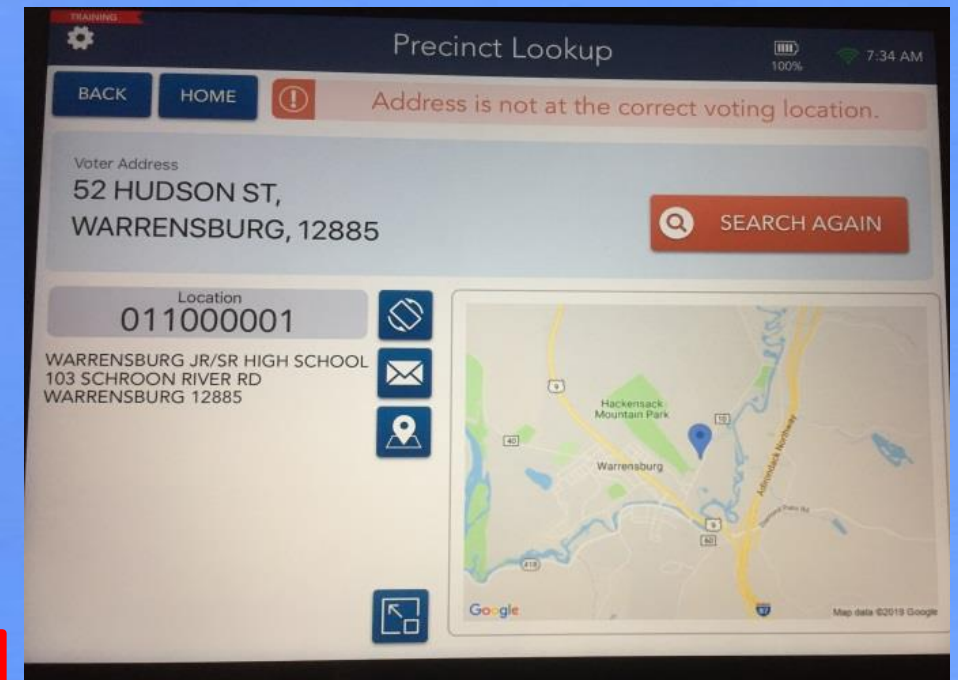 TRAINING
Precinct Lookup
100%
7:34 AM
BACK
HOME
Address is not at the correct voting location.
Voter Address
52 HUDSON ST,
WARRENSBURG, 12885
SEARCH AGAIN
Location
011000001
WARRENSBURG JR/SR HIGH SCHOOL
103 SCHROON RIVER RD
WARRENSBURG 12885
9
Hackensack
Mountain Park
10
40
Warrensburg
Adirondack Northway
9
60
418
Google
87
Map data ©2019 Google